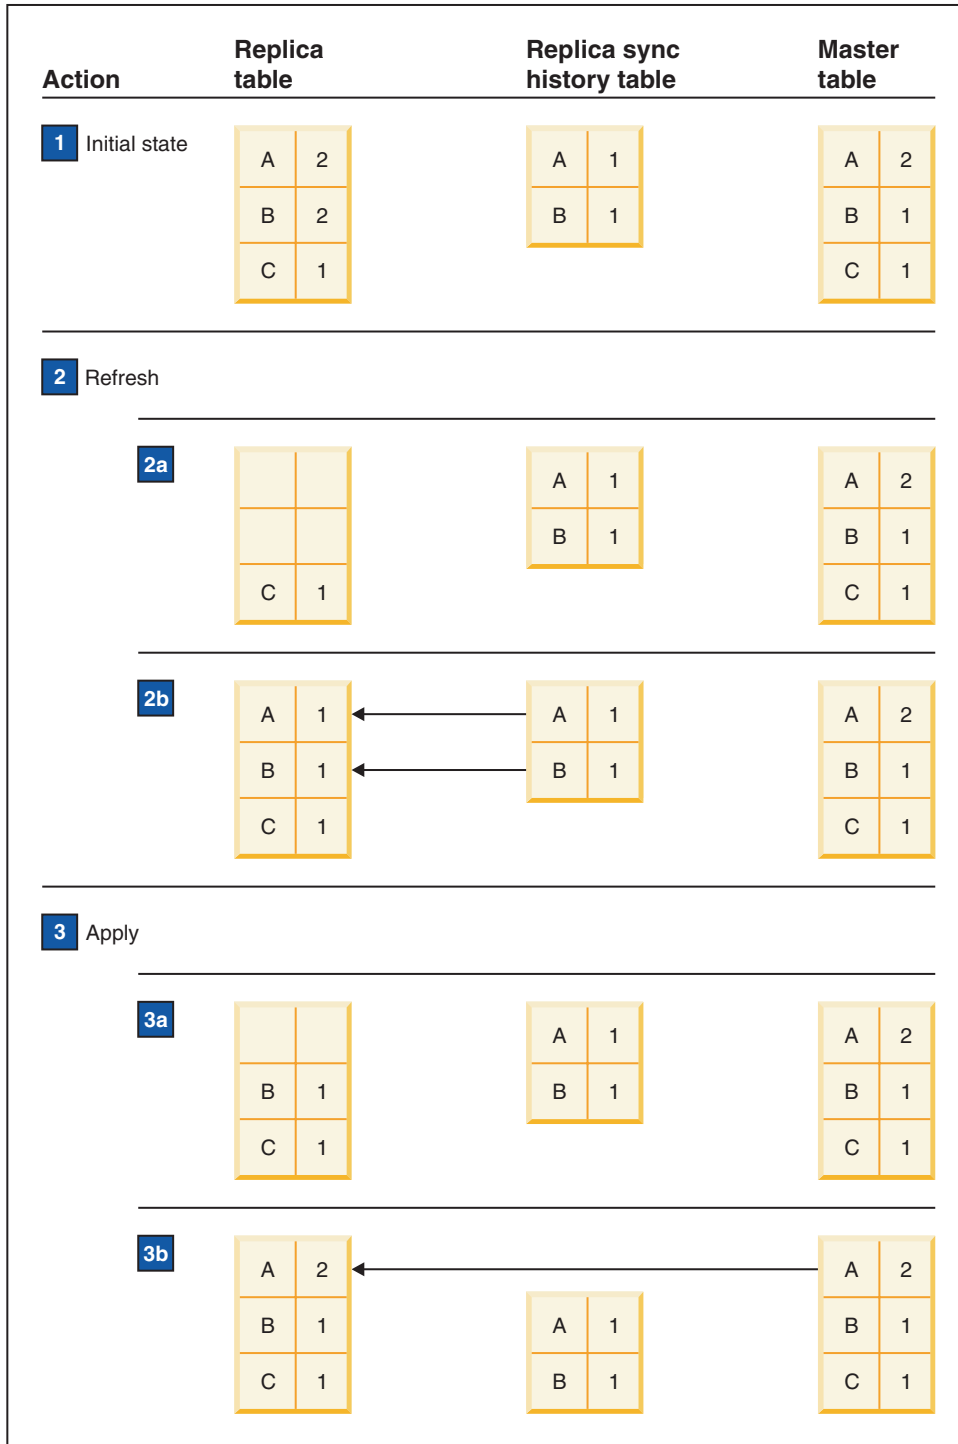 Action Replica table Replica sync history table Master table
1 Initial state
A 2 A 1 A 2
B 2 B 1 B 1
C 1 C 1
2 Refresh
2a
A 1 A 2
B 1 B 1
C 1 C 1
2b
A 1 A 1 A 2
B 1 B 1 B 1
C 1 C 1
3 Apply
3a
A 1 A 2
B 1 B 1 B 1
C 1 C 1
3b
A 2 A 2
B 1 A 1 B 1
C 1 B 1 C 1